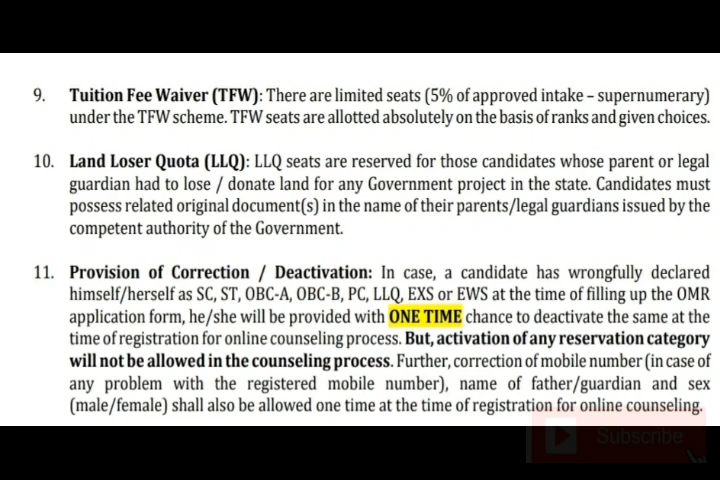 9. Tuition Fee Waiver (TFW): There are limited seats (5% of approved intake – supernumerary)
under the TFW scheme. TFW seats are allotted absolutely on the basis of ranks and given choices.
10. Land Loser Quota (LLQ): LLQ seats are reserved for those candidates whose parent or legal
guardian had to lose / donate land for any Government project in the state. Candidates must
possess related original document(s) in the name of their parents/legal guardians issued by the
competent authority of the Government.
11. Provision of Correction / Deactivation: In case, a candidate has wrongfully declared
himself/herself as SC, ST, OBC-A, OBC-B, PC, LLQ, EXS or EWS at the time of filling up the OMR
application form, he/she will be provided with ONE TIME chance to deactivate the same at the
time of registration for online counseling process. But, activation of any reservation category
will not be allowed in the counseling process. Further, correction of mobile number (in case of
any problem with the registered mobile number), name of father/guardian and sex
(male/female) shall also be allowed one time at the time of registration for online counseling.
Subscribe